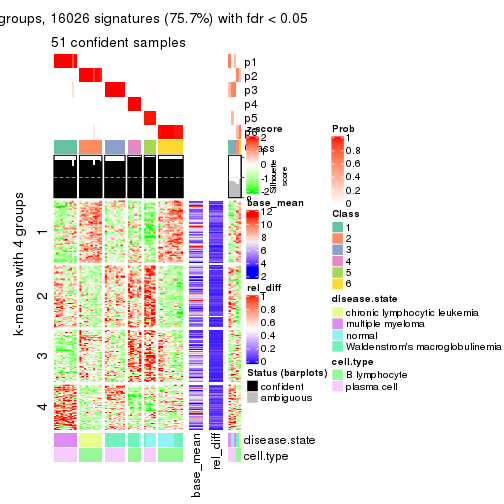 groups, 16026 signatures (75.7%) with fdr < 0.05
51 confident samples
p1
p2
p3
p4
p5
p6
Class
z-score
2
1
0
-1
-2
Silhouette
score
base_mean
12
10
8
6
4
2
rel_diff
1
0.8
0.6
0.4
0.2
0
Status (barplots)
confident
ambiguous
Prob
1
0.8
0.6
0.4
0.2
0
Class
1
2
3
4
5
6
disease.state
chronic lymphocytic leukemia
multiple myeloma
normal
Waldenstrom's macroglobulinemia
cell.type
B lymphocyte
plasma cell
k-means with 4 groups
1
2
3
4
base_mean
rel_diff
disease.state
cell.type